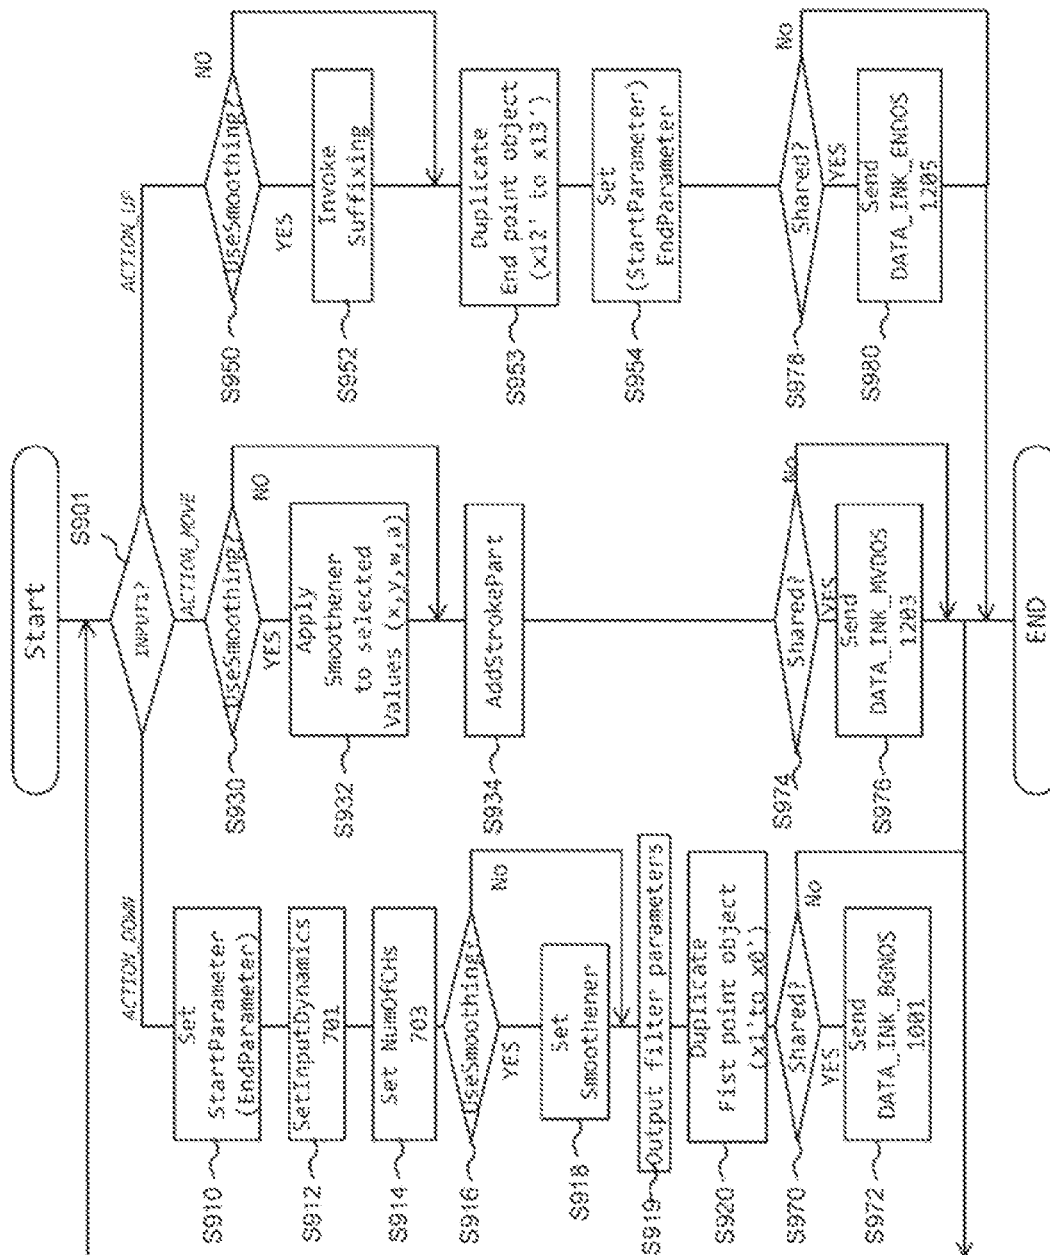 Start
S901
INPUT1?
ACTION_DOWN
ACTION_MOVE
ACTION_UP
S910
Set
StartParameter
(EndParameter)
S912
SetInputDynamics
701
S914
Set NumOfCHs
703
S916
UseSmoothing?
No
YES
S918
Set
Smoothener
S919
Output filter parameters
S920
Duplicate
Fist point object
(x1'to x0')
S970
Shared?
No
YES
S972
Send
DATA_INK_BGNOS
1001
S930
UseSmoothing?
NO
YES
S932
Apply
Smoothener
to selected
Values (x,y,w,a)
S934
AddStrokePart
S974
Shared?
No
YES
S976
Send
DATA_INK_MVDOS
1203
S950
UseSmoothing?
NO
YES
S952
Invoke
Suffixing
S953
Duplicate
End point object
(x12' to x13')
S954
Set
(StartParameter)
EndParameter
S978
Shared?
No
YES
S980
Send
DATA_INK_ENDOS
1205
END